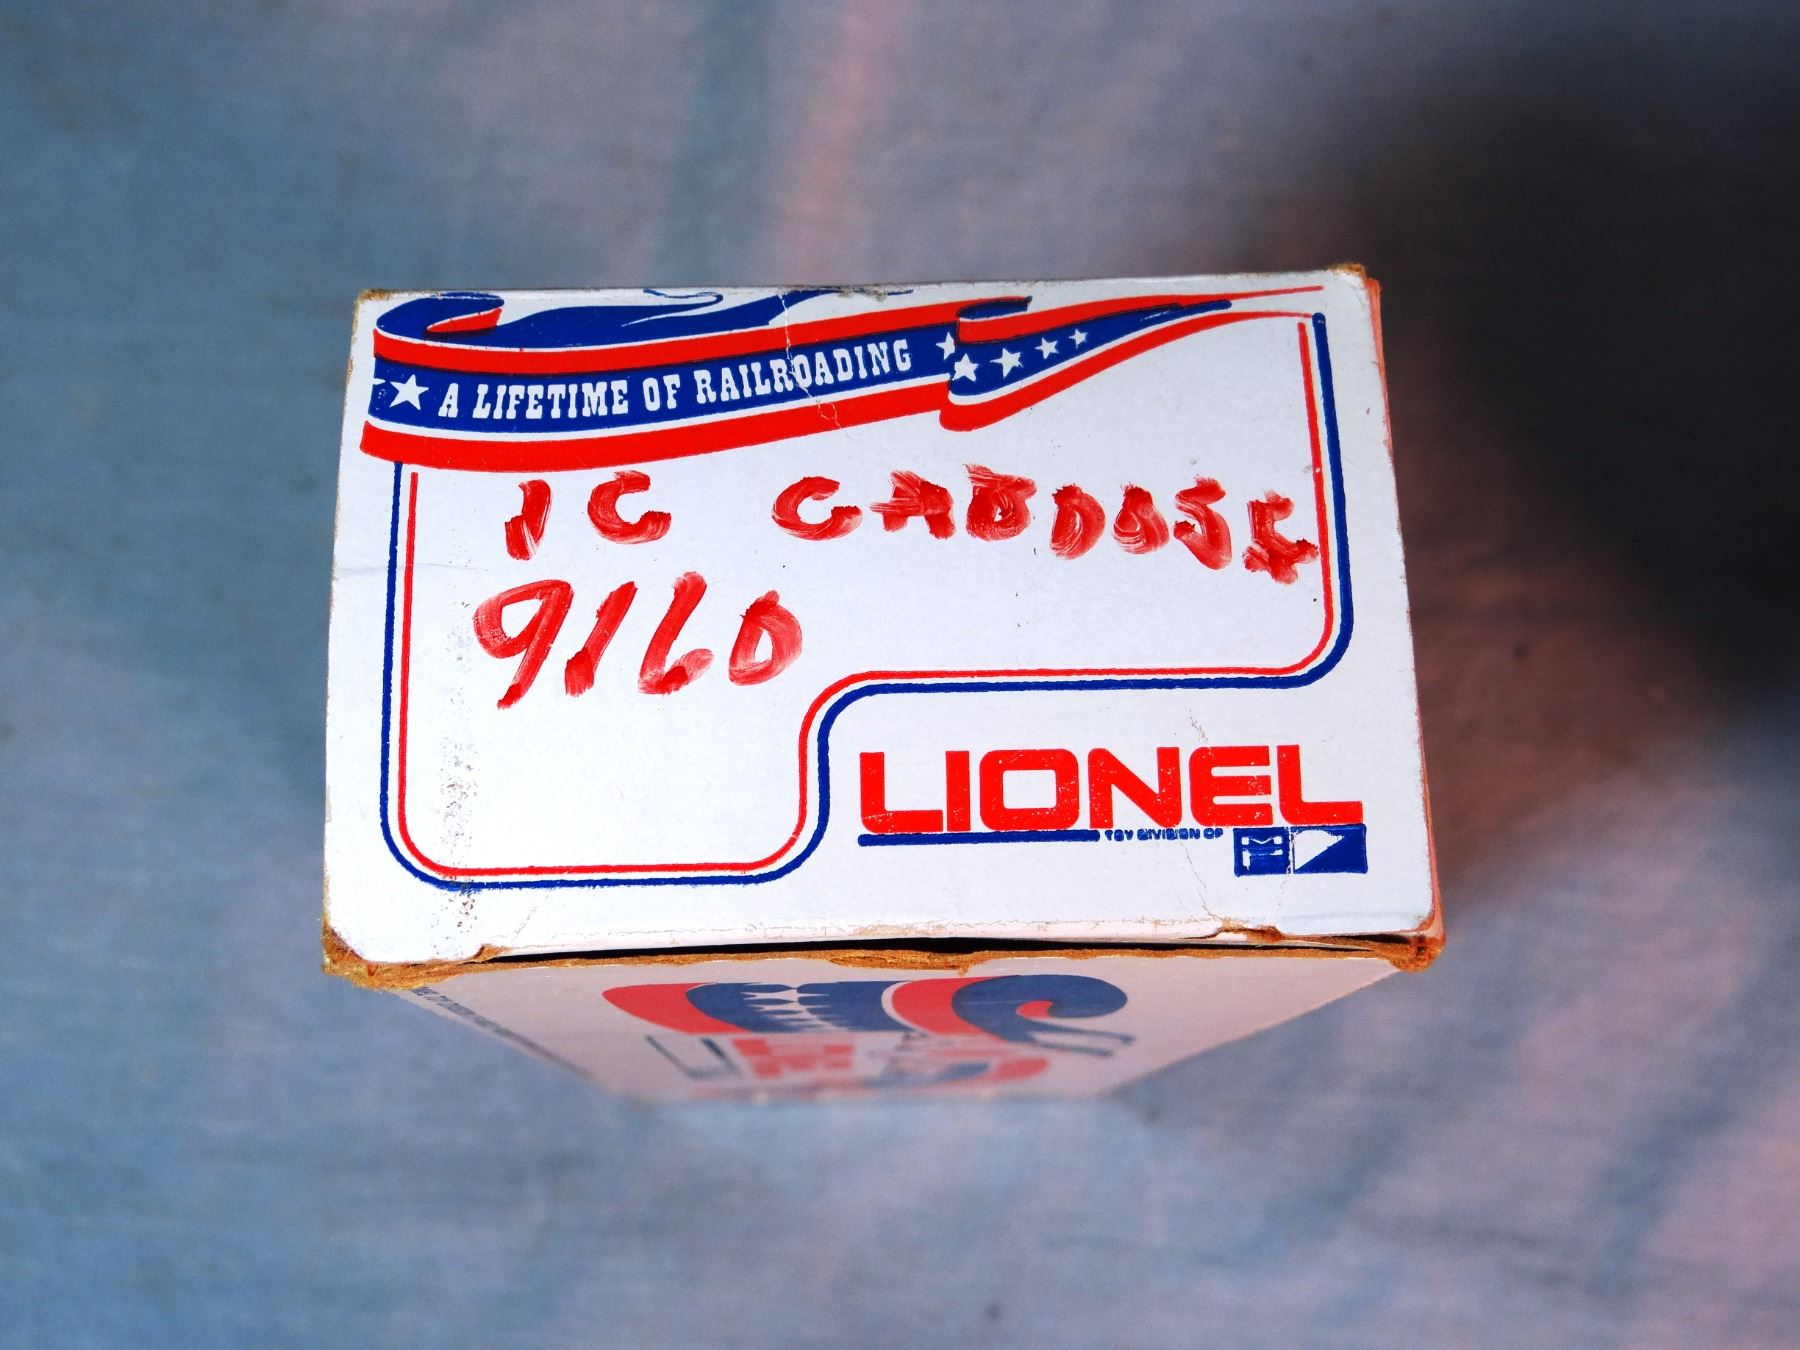 A LIFETIME OF RAILROADING
IC CABOOSE
9160
LIONEL
TOY DIVISION OF